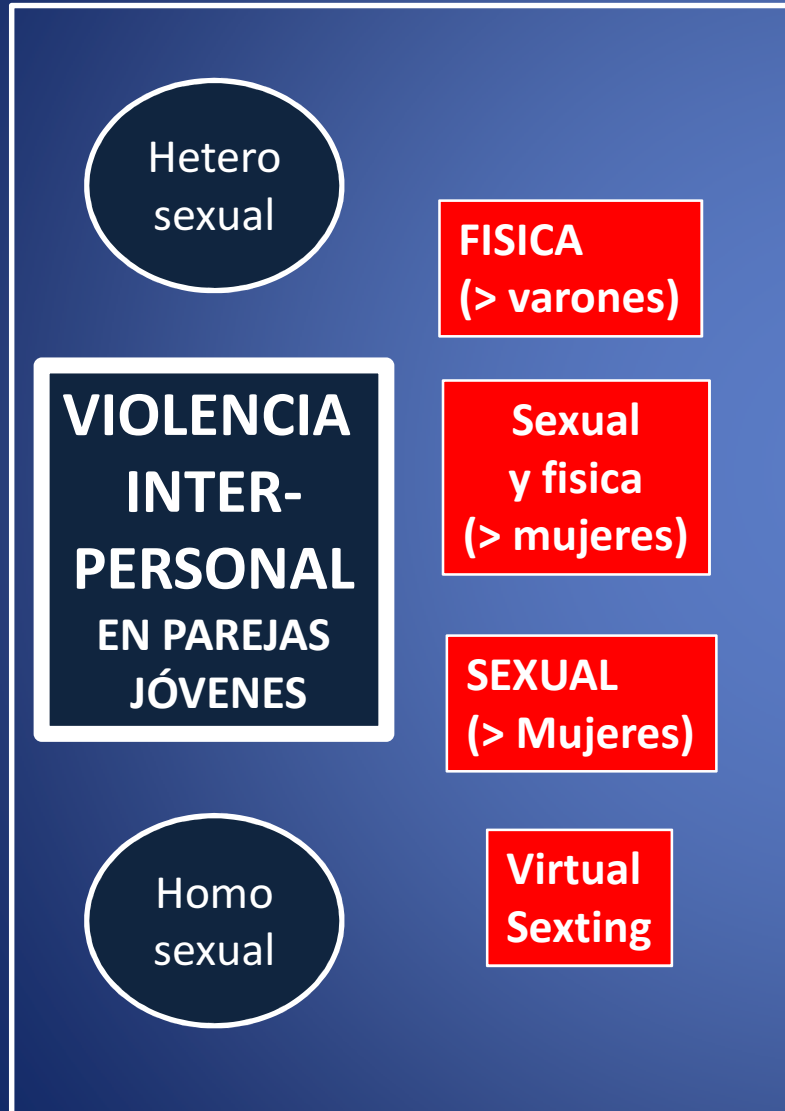 Hetero
sexual
VIOLENCIA
INTER-
PERSONAL
EN PAREJAS
JÓVENES
Homo
sexual
FISICA
(> varones)
Sexual
y fisica
(> mujeres)
SEXUAL
(> Mujeres)
Virtual
Sexting